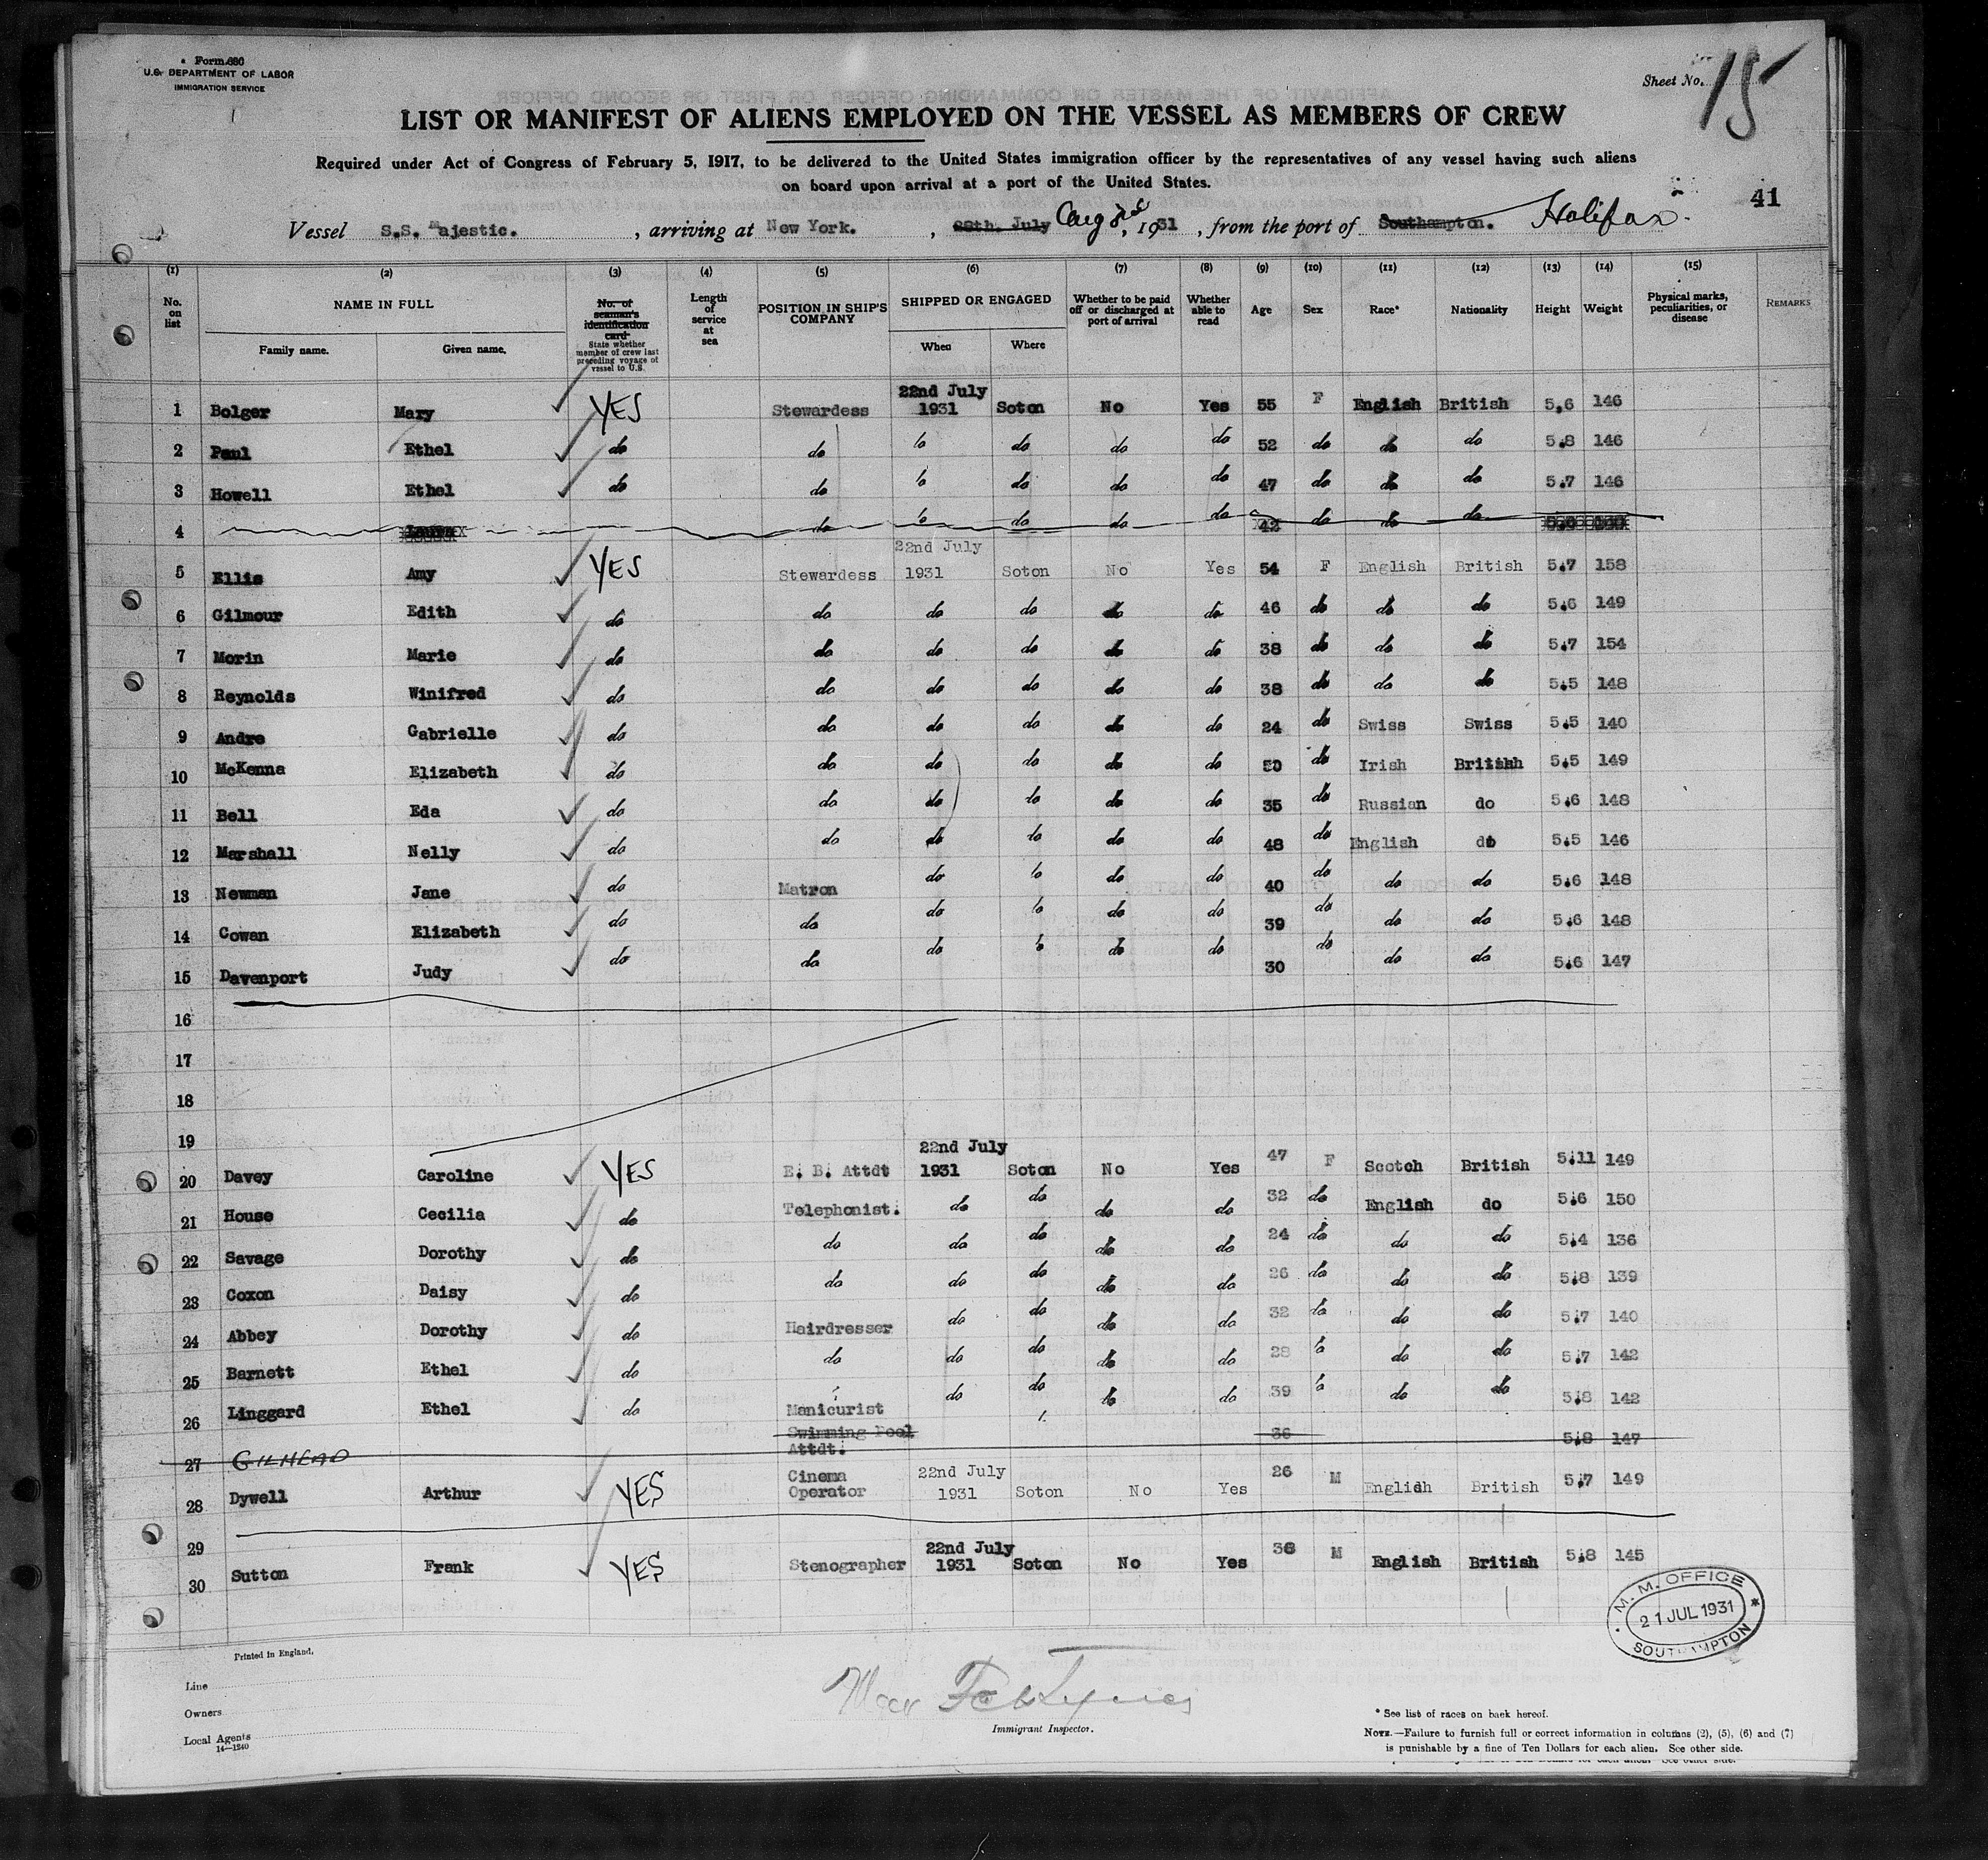 Form 680
U.S. DEPARTMENT OF LABOR
IMMIGRATION SERVICE
Sheet No. 15
LIST OR MANIFEST OF ALIENS EMPLOYED ON THE VESSEL AS MEMBERS OF CREW
Required under Act of Congress of February 5, 1917, to be delivered to the United States immigration officer by the representatives of any vessel having such aliens
on board upon arrival at a port of the United States.
41
Vessel S.S. Majestic. , arriving at New York. , 28th. July Aug , 1931 , from the port of Southampton. Halifax.
(1) (2) (3) (4) (5) (6) (7) (8) (9) (10) (11) (12) (13) (14) (15)
No. on list NAME IN FULL Family name. Given name. No. of seaman's identification card State whether member of crew last preceding voyage of vessel to U.S. Length of service at sea POSITION IN SHIP'S COMPANY SHIPPED OR ENGAGED When Where Whether to be paid off or discharged at port of arrival Whether able to read Age Sex Race* Nationality Height Weight Physical marks, peculiarities, or disease REMARKS
1 Bolger Mary YES Stewardess 22nd July 1931 Soton No Yes 55 F English British 5.6 146
2 Paul Ethel do do do do do do 52 do do do 5.8 146
3 Howell Ethel do do do do do do 47 do do do 5.7 146
4 do do do do do 42 do do do
5 Ellis Amy YES Stewardess 22nd July 1931 Soton No Yes 54 F English British 5.7 158
6 Gilmour Edith do do do do do do 46 do do do 5.6 149
7 Morin Marie do do do do do do 38 do do do 5.7 154
8 Reynolds Winifred do do do do do do 38 do do do 5.5 148
9 Andre Gabrielle do do do do do do 24 do Swiss Swiss 5.5 140
10 McKenna Elizabeth do do do do do do 50 do Irish British 5.5 149
11 Bell Eda do do do do do do 35 do Russian do 5.6 148
12 Marshall Nelly do do do do do do 48 do English do 5.5 146
13 Newman Jane do Matron do do do do 40 do do do 5.6 148
14 Cowan Elizabeth do do do do do do 39 do do do 5.6 148
15 Davenport Judy do do do do do do 30 do do do 5.6 147
16
17
18
19
20 Davey Caroline YES E. B. Attdt 22nd July 1931 Soton No Yes 47 F Scotch British 5.11 149
21 House Cecilia do Telephonist. do do do do 32 do English do 5.6 150
22 Savage Dorothy do do do do do do 24 do do do 5.4 136
23 Coxon Daisy do do do do do do 26 do do do 5.8 139
24 Abbey Dorothy do Hairdresser do do do do 32 do do do 5.7 140
25 Barnett Ethel do do do do do do 28 do do do 5.7 142
26 Linggard Ethel do Manicurist do do do do 39 do do do 5.8 142
27 GILHEAD Swimming Pool Attdt. 36 5.8 147
28 Dywell Arthur YES Cinema Operator 22nd July 1931 Soton No Yes 26 M English British 5.7 149
29
30 Sutton Frank YES Stenographer 22nd July 1931 Soton No Yes 36 M English British 5.8 145
M. M. OFFICE
21 JUL 1931
SOUTHAMPTON
Printed in England.
Line
Owners
Local Agents
14—1240
Immigrant Inspector.
* See list of races on back hereof.
NOTE.—Failure to furnish full or correct information in columns (2), (5), (6) and (7)
is punishable by a fine of Ten Dollars for each alien. See other side.